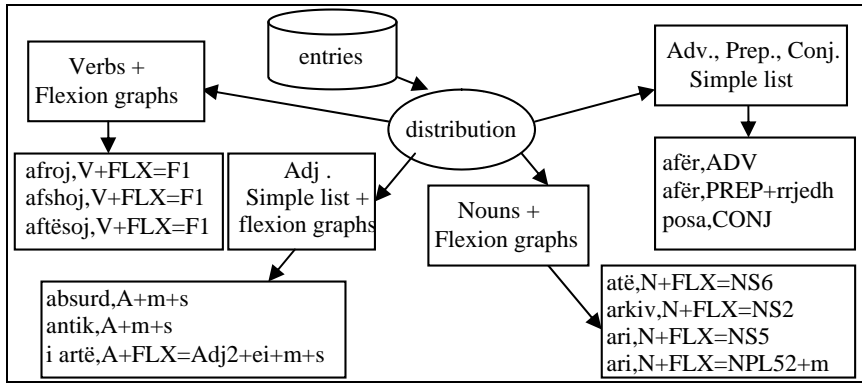 entries
Verbs +
Flexion graphs
Adv., Prep., Conj.
Simple list
distribution
afroj,V+FLX=F1
afshoj,V+FLX=F1
aftësoj,V+FLX=F1
Adj .
Simple list +
flexion graphs
Nouns +
Flexion graphs
afër,ADV
afër,PREP+rrjedh
posa,CONJ
absurd,A+m+s
antik,A+m+s
i artë,A+FLX=Adj2+ei+m+s
atë,N+FLX=NS6
arkiv,N+FLX=NS2
ari,N+FLX=NS5
ari,N+FLX=NPL52+m